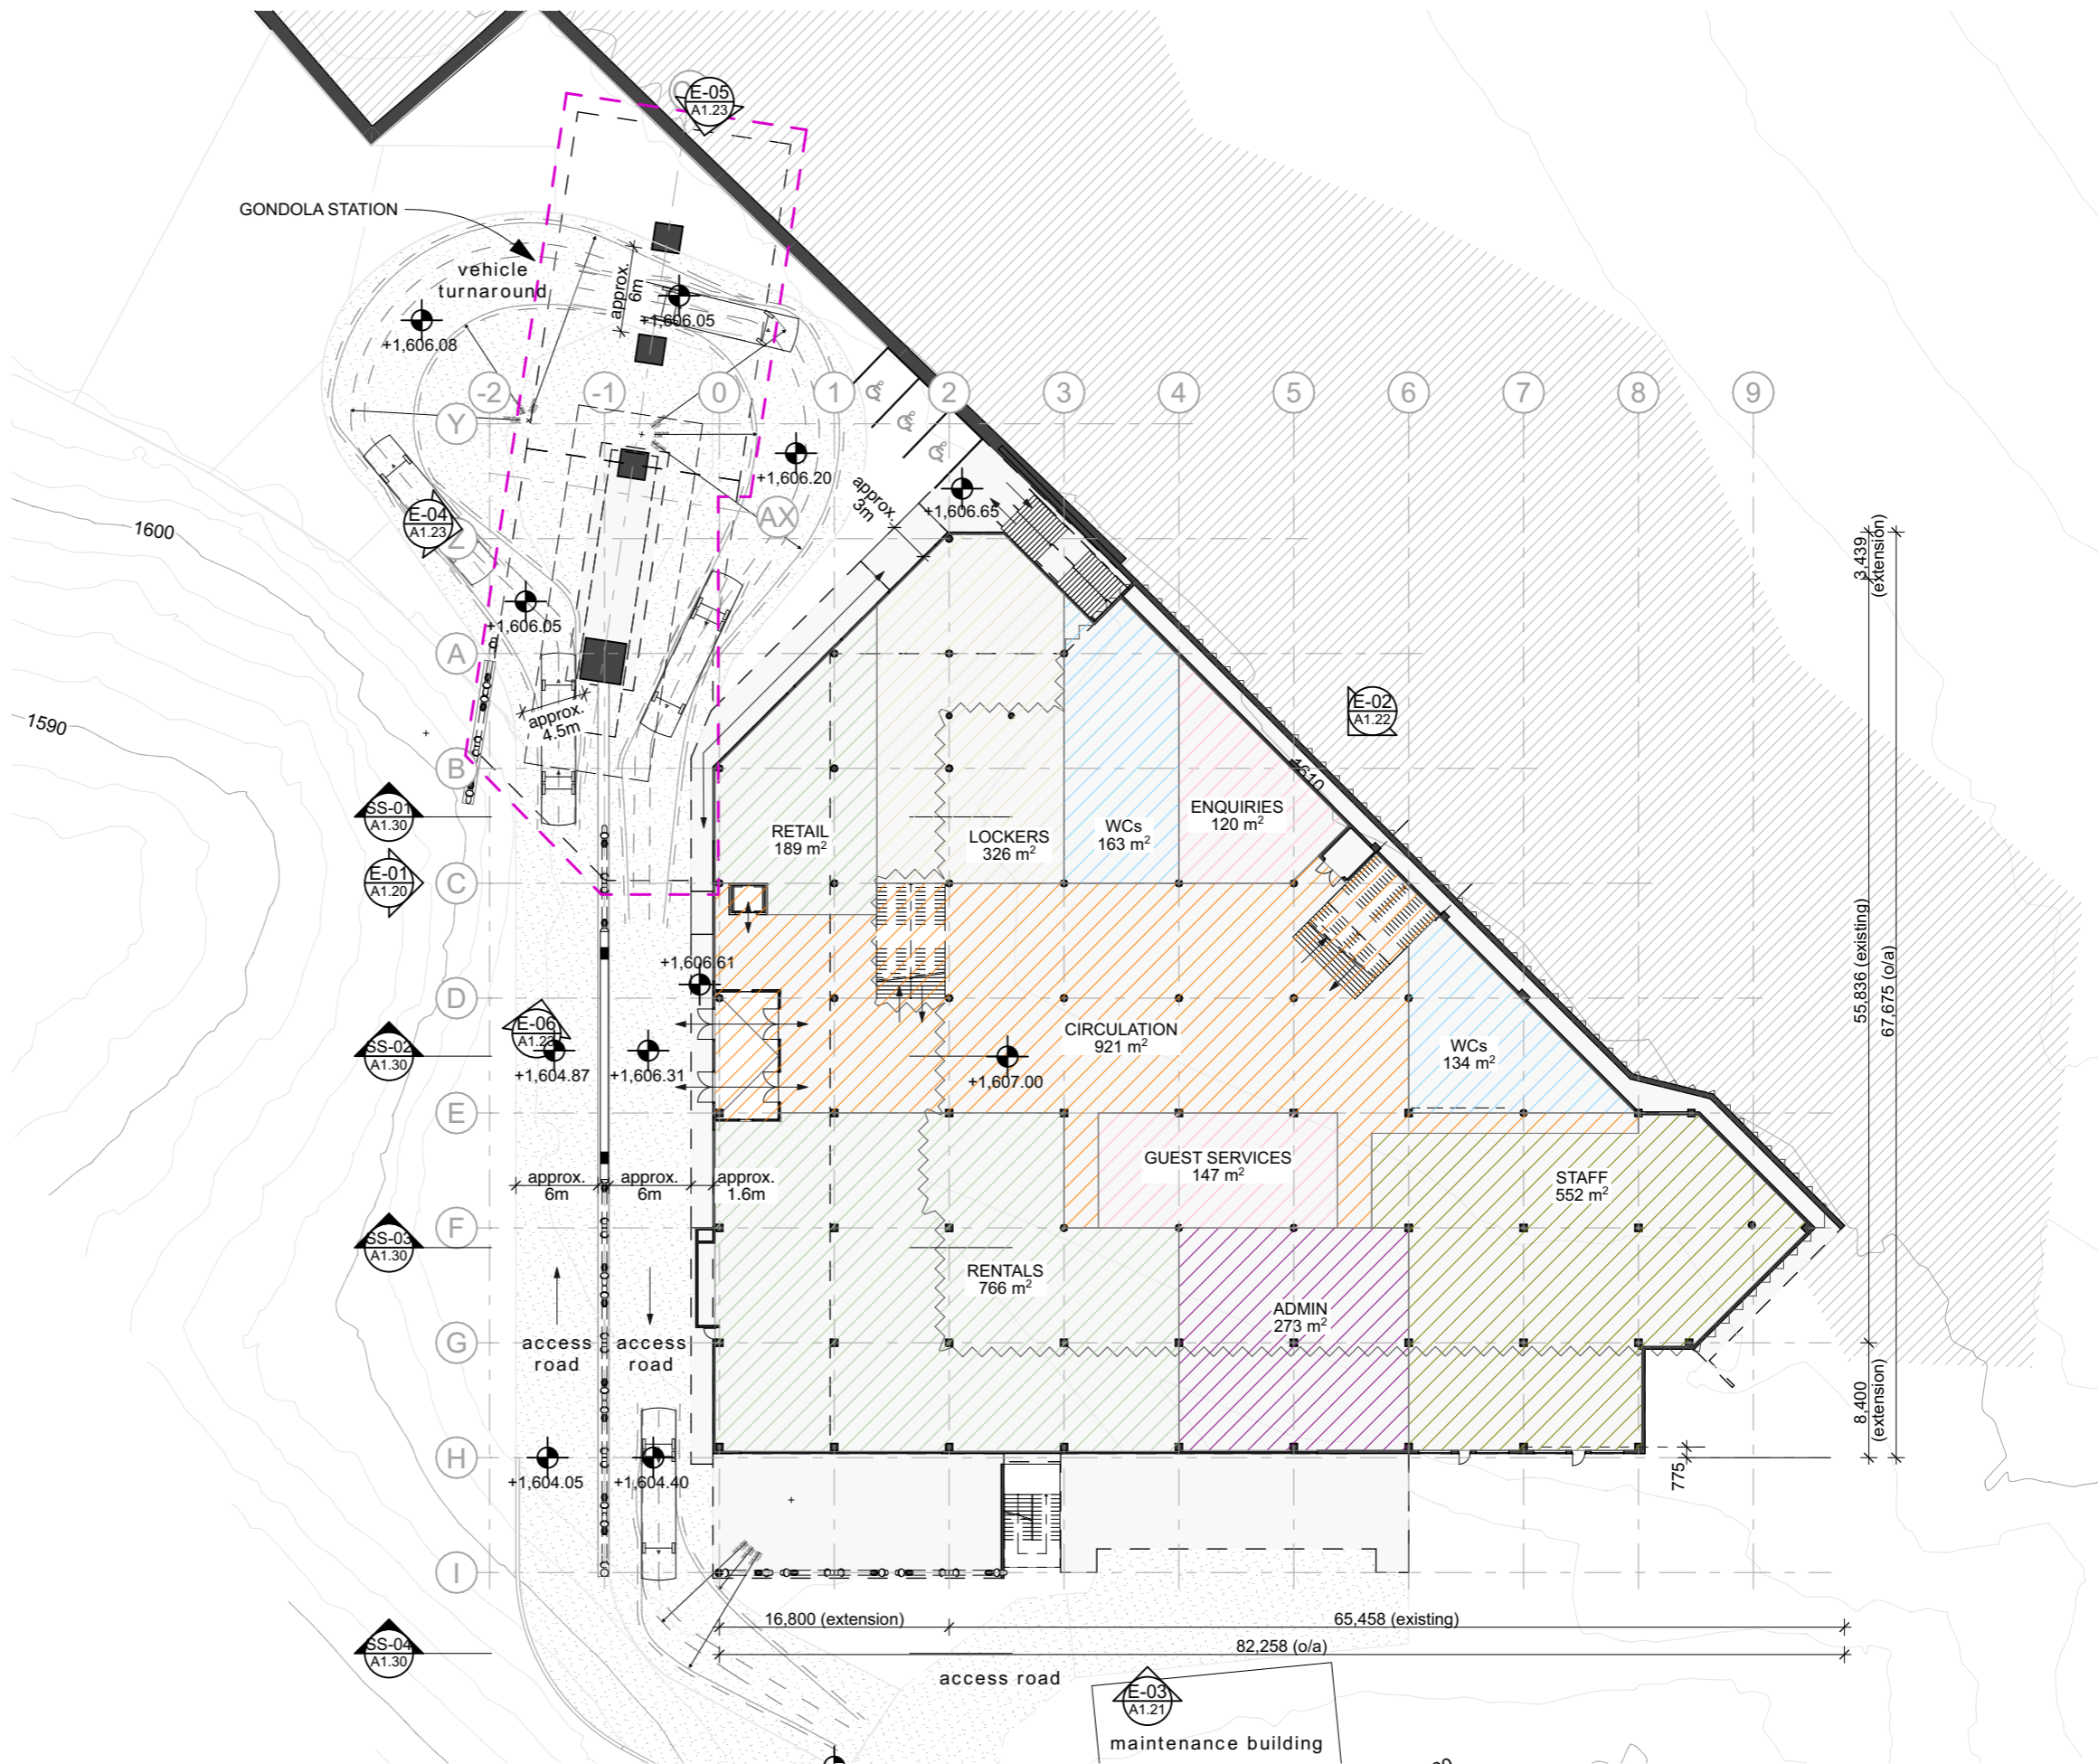 E-05
A1.23
GONDOLA STATION
vehicle
turnaround
approx.
6m
+1,606.05
+1,606.08
-2
-1
0
1
2
3
4
5
6
7
8
9
Y
+1,606.20
AX
approx.
3m
+1,606.65
E-04
A1.23
Z
1600
3,439
(extension)
+1,606.05
A
1590
approx.
4.5m
E-02
A1.22
B
1610
SS-01
A1.30
RETAIL
189 m²
LOCKERS
326 m²
WCs
163 m²
ENQUIRIES
120 m²
E-01
A1.20
C
55,836 (existing)
67,675 (o/a)
+1,606.61
D
E-06
A1.23
SS-02
A1.30
+1,604.87
+1,606.31
CIRCULATION
921 m²
+1,607.00
WCs
134 m²
E
approx.
6m
approx.
6m
approx.
1.6m
GUEST SERVICES
147 m²
STAFF
552 m²
F
SS-03
A1.30
RENTALS
766 m²
ADMIN
273 m²
G
access
road
access
road
8,400
(extension)
H
+1,604.05
+1,604.40
775
I
16,800 (extension)
65,458 (existing)
82,258 (o/a)
SS-04
A1.30
access road
E-03
A1.21
maintenance building